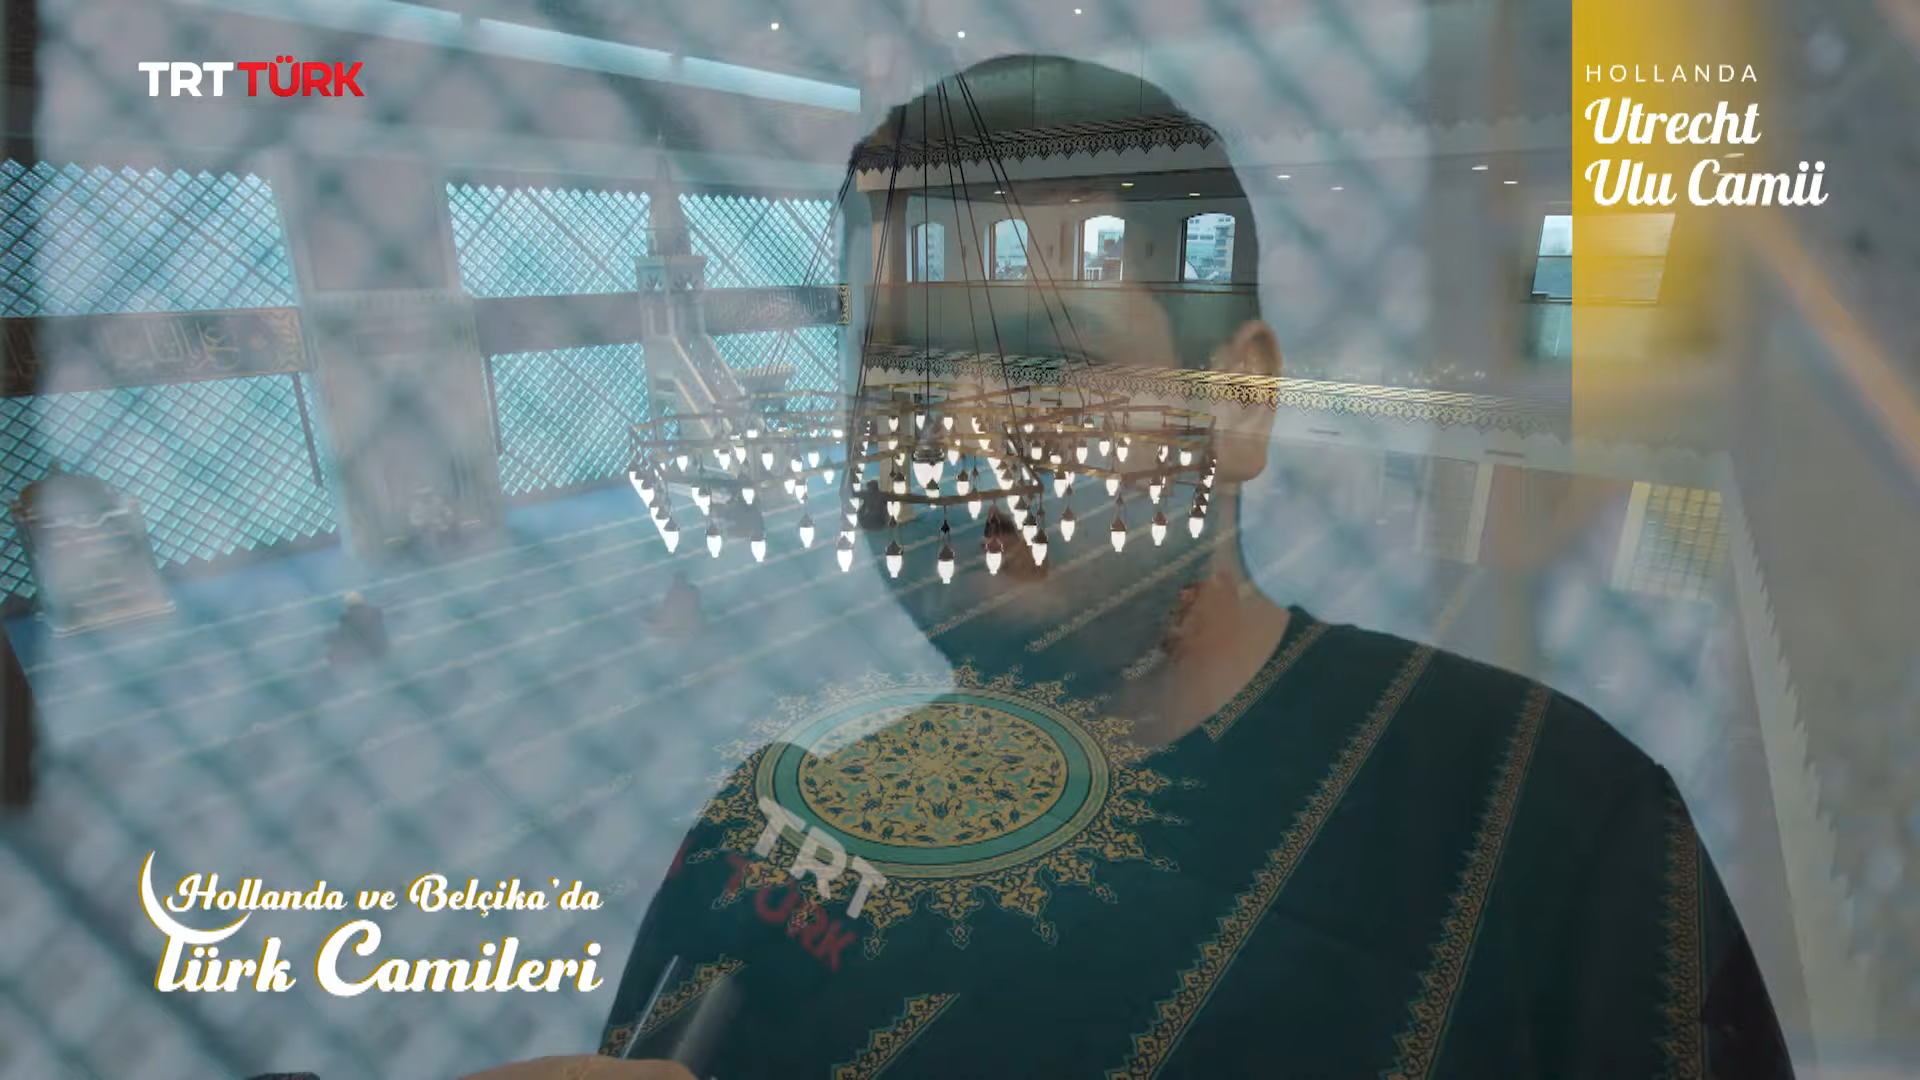 TRT TÜRK
HOLLANDA
Utrecht
Ulu Camii
TRT
TÜRK
Hollanda ve Belçika'da
Türk Camileri